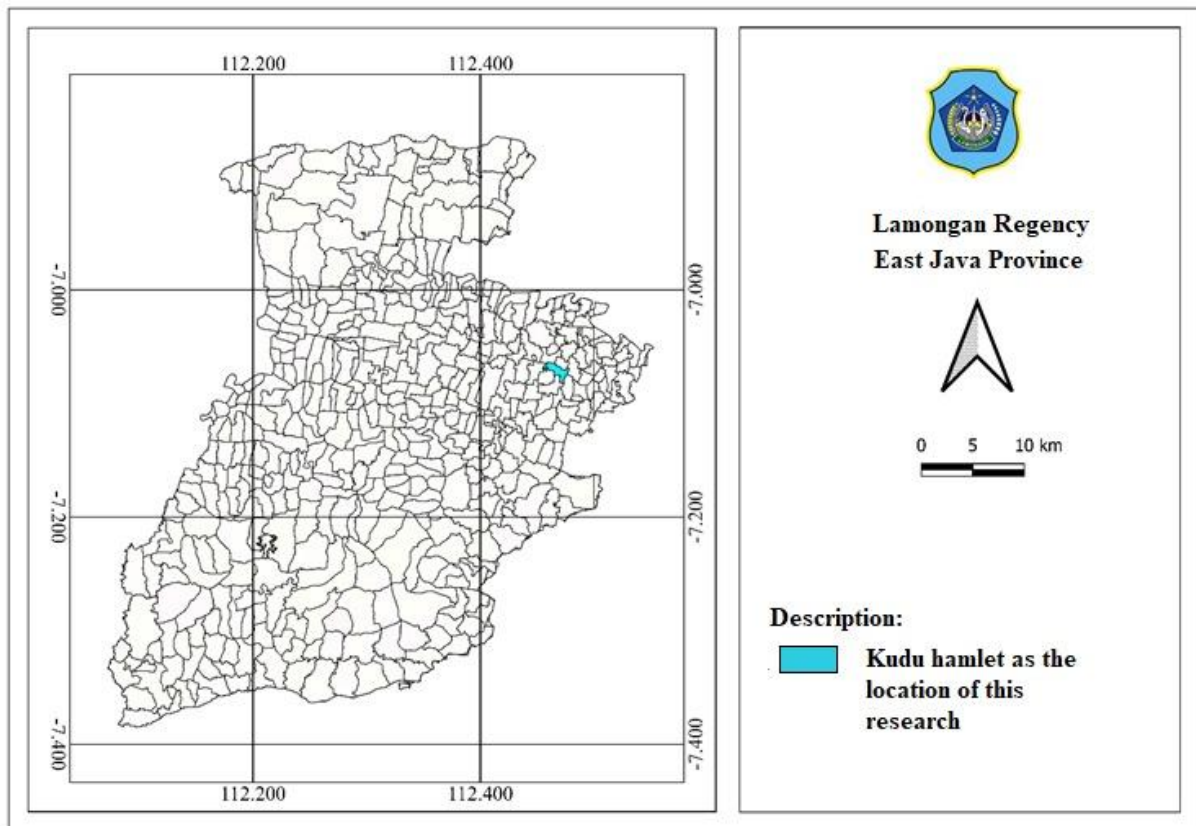 112.200 112.400
-7.000 -7.000
-7.200 -7.200
-7.400 -7.400
112.200 112.400
Lamongan Regency
East Java Province
0 5 10 km
Description:
Kudu hamlet as the
location of this
research